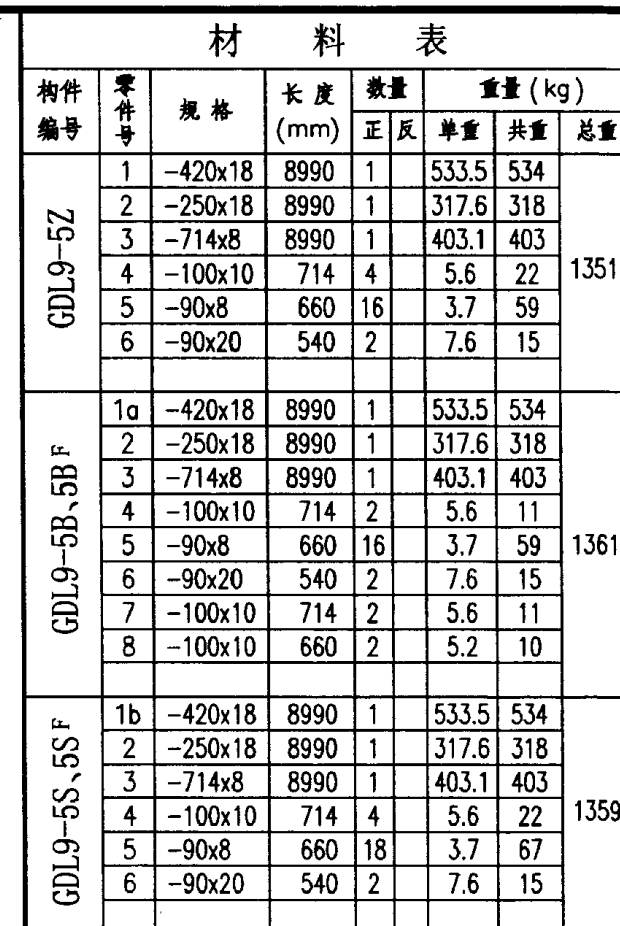 材 料 表
构件编号 零件号 规格 长度(mm) 数量 重量(kg)
正 反 单重 共重 总重
GDL9-5Z 1351
1 -420x18 8990 1 533.5 534
2 -250x18 8990 1 317.6 318
3 -714x8 8990 1 403.1 403
4 -100x10 714 4 5.6 22
5 -90x8 660 16 3.7 59
6 -90x20 540 2 7.6 15
GDL9-5B、5BF 1361
1a -420x18 8990 1 533.5 534
2 -250x18 8990 1 317.6 318
3 -714x8 8990 1 403.1 403
4 -100x10 714 2 5.6 11
5 -90x8 660 16 3.7 59
6 -90x20 540 2 7.6 15
7 -100x10 714 2 5.6 11
8 -100x10 660 2 5.2 10
GDL9-5S、5SF 1359
1b -420x18 8990 1 533.5 534
2 -250x18 8990 1 317.6 318
3 -714x8 8990 1 403.1 403
4 -100x10 714 4 5.6 22
5 -90x8 660 18 3.7 67
6 -90x20 540 2 7.6 15